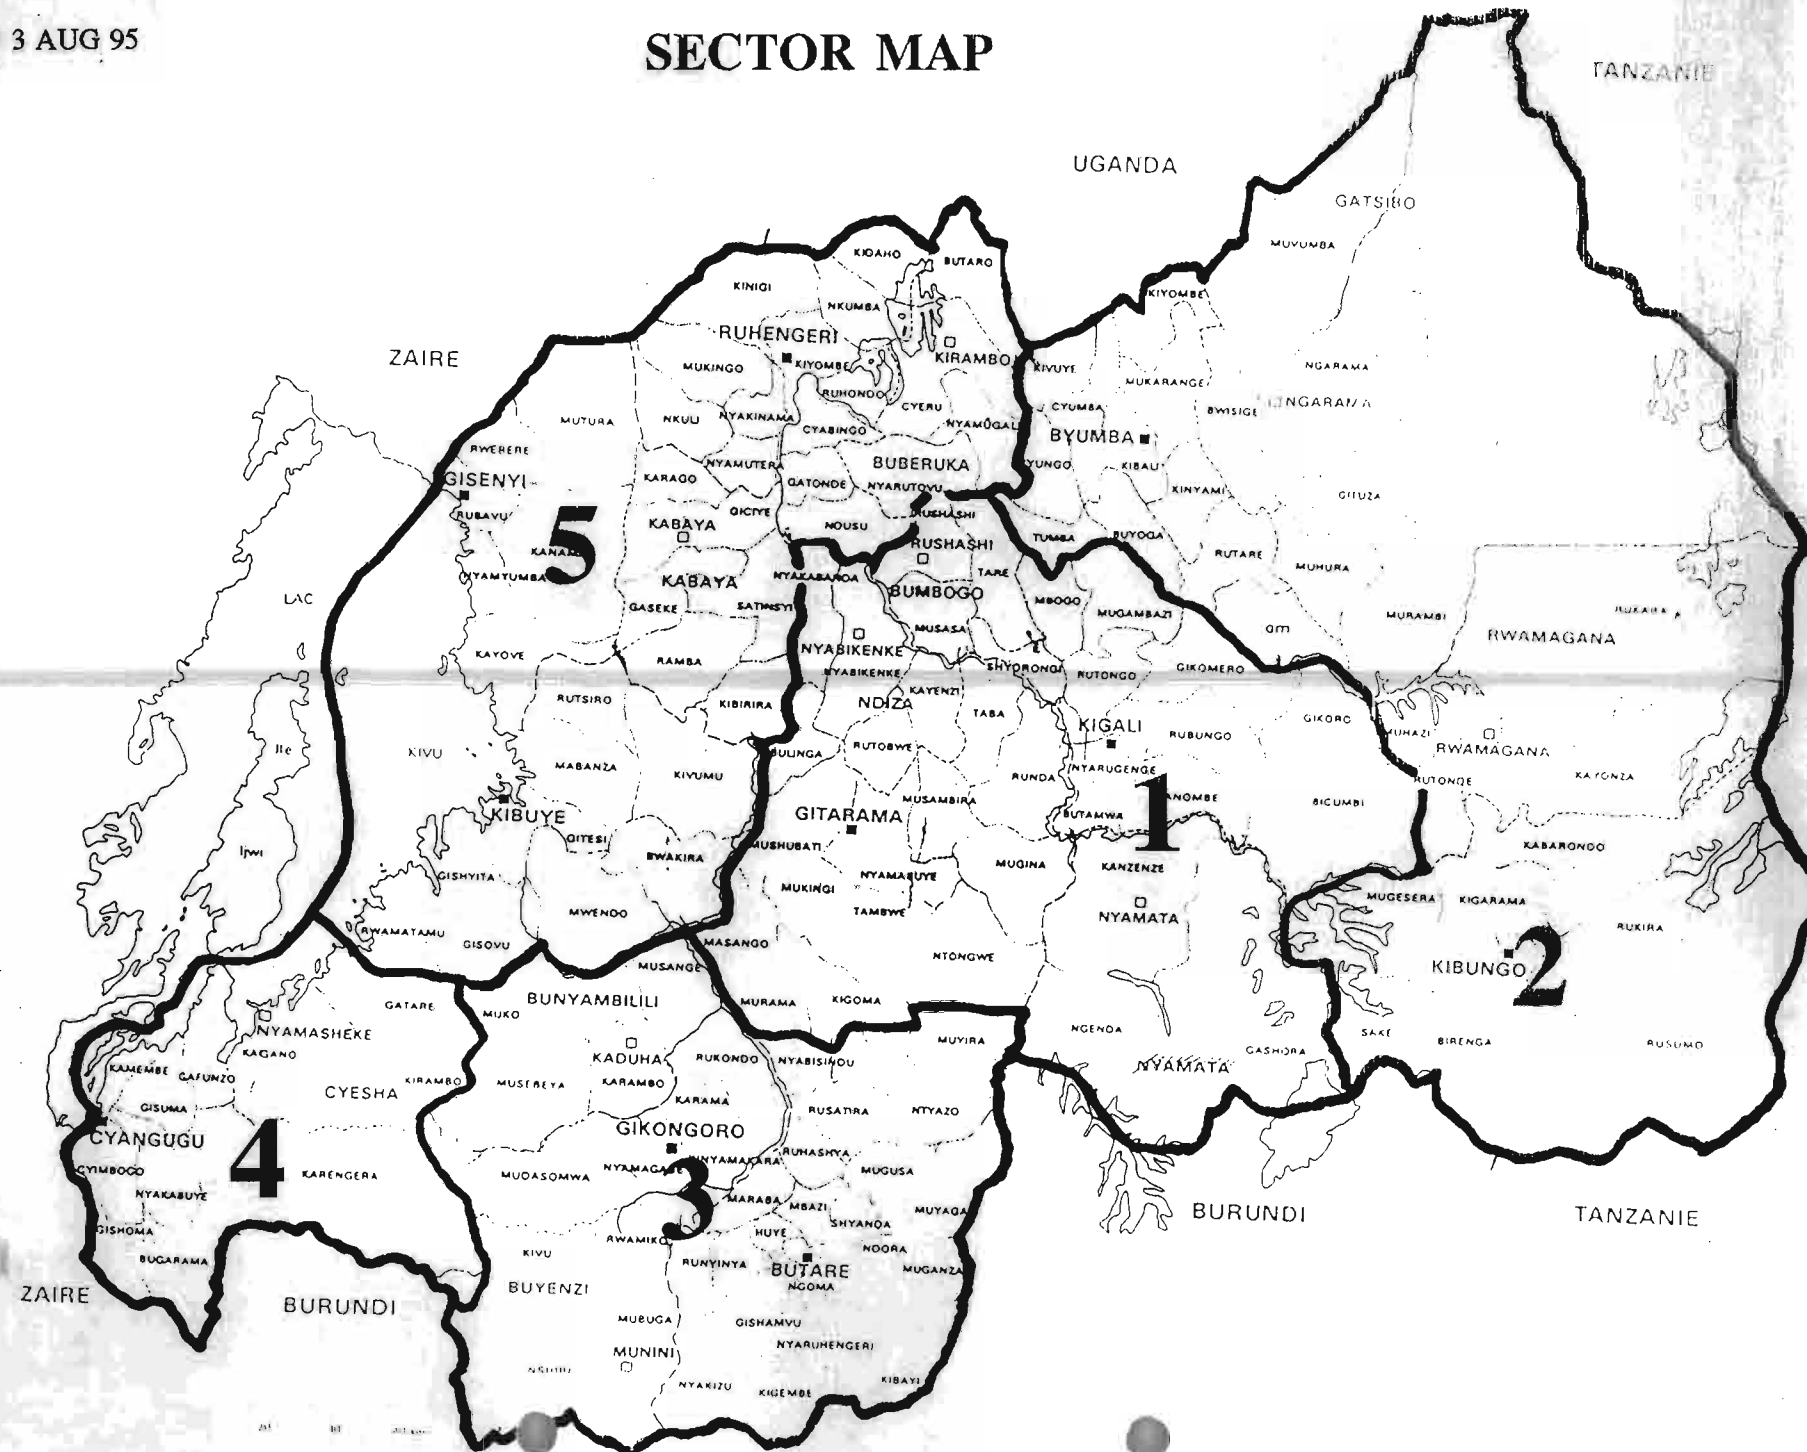 3 AUG 95
SECTOR MAP
TANZANIE
UGANDA
GATSIBO
MUVUMBA
KIDAHO
BUTARO
KINIGI
NKUMBA
KIYOMBE
RUHENGERI
KIRAMBO
ZAIRE
MUKINGO
KIYOMBE
KIVUYE
NGARAMA
MUKARANGE
RUHONDO
CYERU
CYUMBA
BWISIGE
NGARAMA
MUTURA
NKULI
NYAKINAMA
CYABINGO
NYAMUGALI
BYUMBA
RWERERE
NYAMUTERA
BUBERUKA
YUNGO
KIBALI
GISENYI
KARAGO
GATONDE
NYARUTOVU
KINYAMI
GITUZA
RUBAVU
5
KABAYA
GICIYE
NDUSU
MUSHASHI
RUSHASHI
TUMBA
BUYOGA
RUTARE
KANAMA
NYAMYUMBA
KABAYA
NYAKABANDA
TARE
MUHURA
BUMBOGO
LAC
GASEKE
SATINSYI
MBOGO
MUGAMBAZI
MURAMBI
MUSASA
RWAMAGANA
KAYOVE
RAMBA
NYABIKENKE
NYABIKENKE
SHYORONGI
RUTONGO
GIKOMERO
RUTSIRO
KIBIRIRA
NDIZA
KAYENZI
TABA
KIGALI
GIKORO
MUHAZI
RUBUNGO
RWAMAGANA
Ile
KIVU
BULINGA
RUTOBWE
MABANZA
KIVUMU
RUNDA
NYARUGENGE
RUTONDE
KAYONZA
KIBUYE
GITARAMA
MUSAMBIRA
1
ANOMBE
BICUMBI
BUTAMWA
GITESI
BWAKIRA
MUSHUBATI
KABARONDO
Ijwi
GISHYITA
MUKINGI
NYAMABUYE
MUGINA
KANZENZE
MUGESERA
KIGARAMA
MWENDO
TAMBWE
NYAMATA
RUKIRA
RWAMATAMU
GISOVU
MASANGO
NTONGWE
KIBUNGO
2
MUSANGE
GATARE
MUKO
BUNYAMBILILI
MURAMA
KIGOMA
NGENDA
SAKE
BIRENGA
RUSUMO
NYAMASHEKE
KAGANO
KADUHA
RUKONDO
NYABISINDU
MUYIRA
NYAMATA
GASHORA
KAMEMBE
GAFUNZO
CYESHA
KIRAMBO
MUSEBEYA
KARAMBO
KARAMA
GISUMA
RUSATIRA
NTYAZO
CYANGUGU
4
GIKONGORO
RUHASHYA
CYIMBOGO
KARENGERA
MUDASOMWA
NYAMAGABE
NYAMAKARA
MUGUSA
NYAKABUYE
3
MARABA
MBAZI
MUYAGA
GISHOMA
RWAMIKO
HUYE
SHYANDA
BURUNDI
TANZANIE
BUGARAMA
KIVU
RUNYINYA
NDORA
BUTARE
MUGANZA
ZAIRE
BURUNDI
BUYENZI
NGOMA
MUBUGA
GISHAMVU
MUNINI
NYARUHENGERI
NYAKIZU
KIGEMBE
KIBAYI